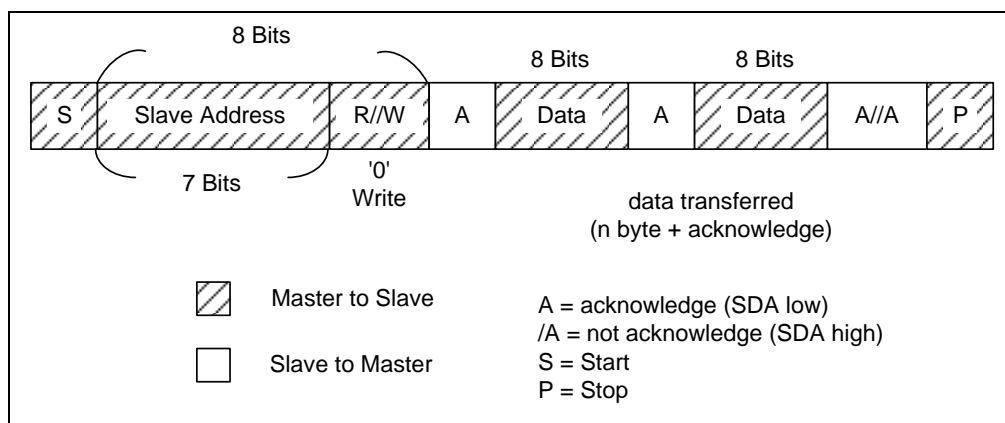 8 Bits
8 Bits 8 Bits
S Slave Address R//W A Data A Data A//A P
7 Bits
'0'
Write
data transferred
(n byte + acknowledge)
Master to Slave
Slave to Master
A = acknowledge (SDA low)
/A = not acknowledge (SDA high)
S = Start
P = Stop